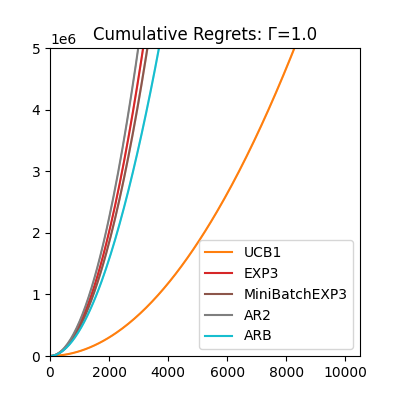 Cumulative Regrets: Γ=1.0
1e6
5
4
3
2
1
0
0 2000 4000 6000 8000 10000
UCB1
EXP3
MiniBatchEXP3
AR2
ARB